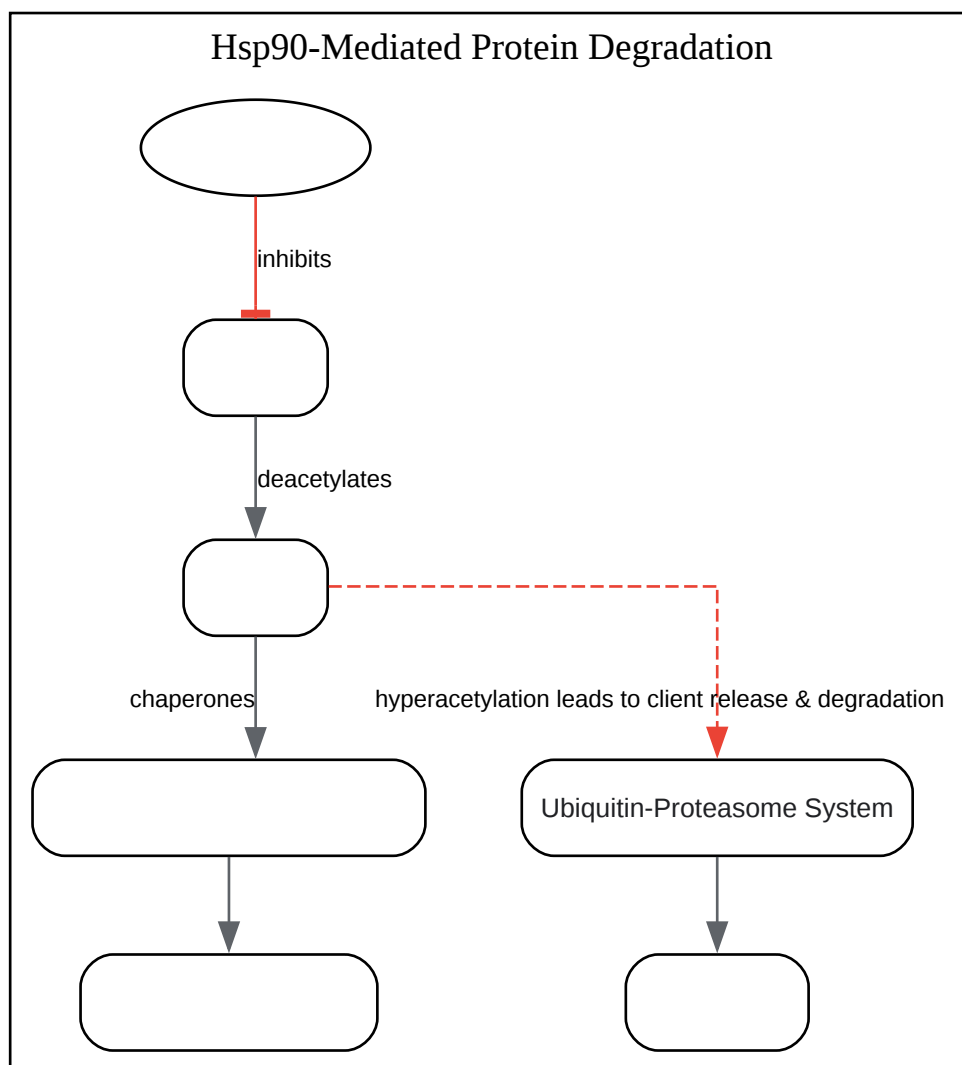 Hsp90-Mediated Protein Degradation
inhibits
deacetylates
chaperones
hyperacetylation leads to client release & degradation
Ubiquitin-Proteasome System